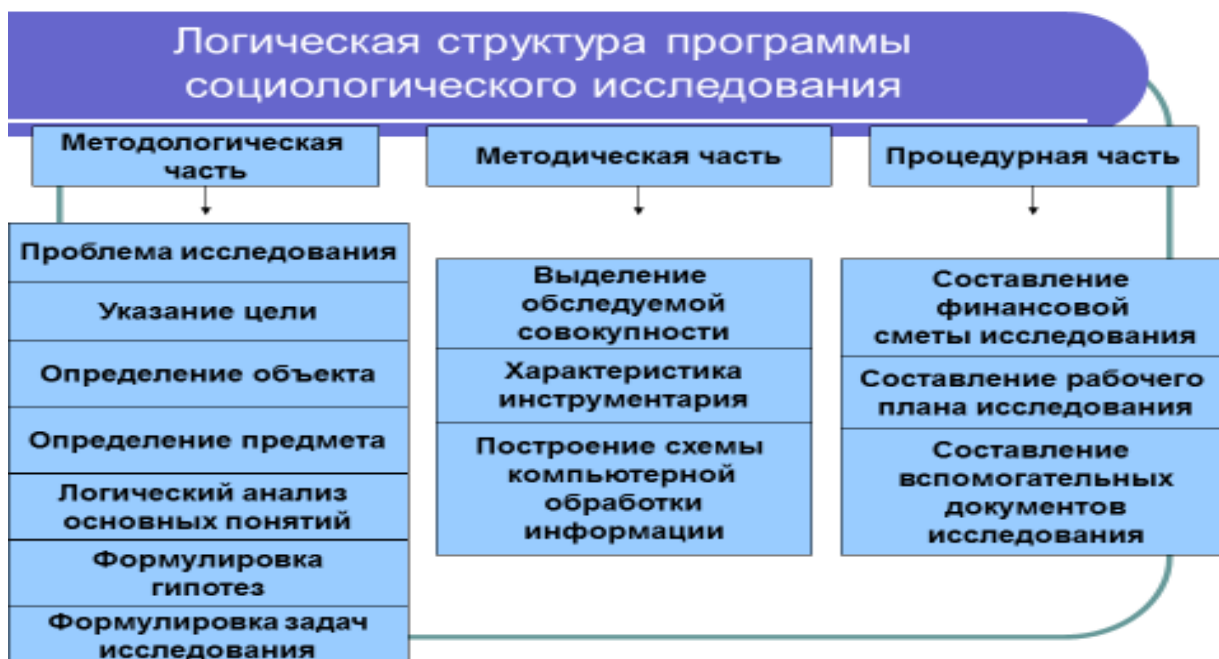 Логическая структура программы
социологического исследования
Методологическая
часть
Проблема исследования
Указание цели
Определение объекта
Определение предмета
Логический анализ
основных понятий
Формулировка
гипотез
Формулировка задач
исследования
Методическая часть
Выделение
обследуемой
совокупности
Характеристика
инструментария
Построение схемы
компьютерной
обработки
информации
Процедурная часть
Составление
финансовой
сметы исследования
Составление рабочего
плана исследования
Составление
вспомогательных
документов
исследования